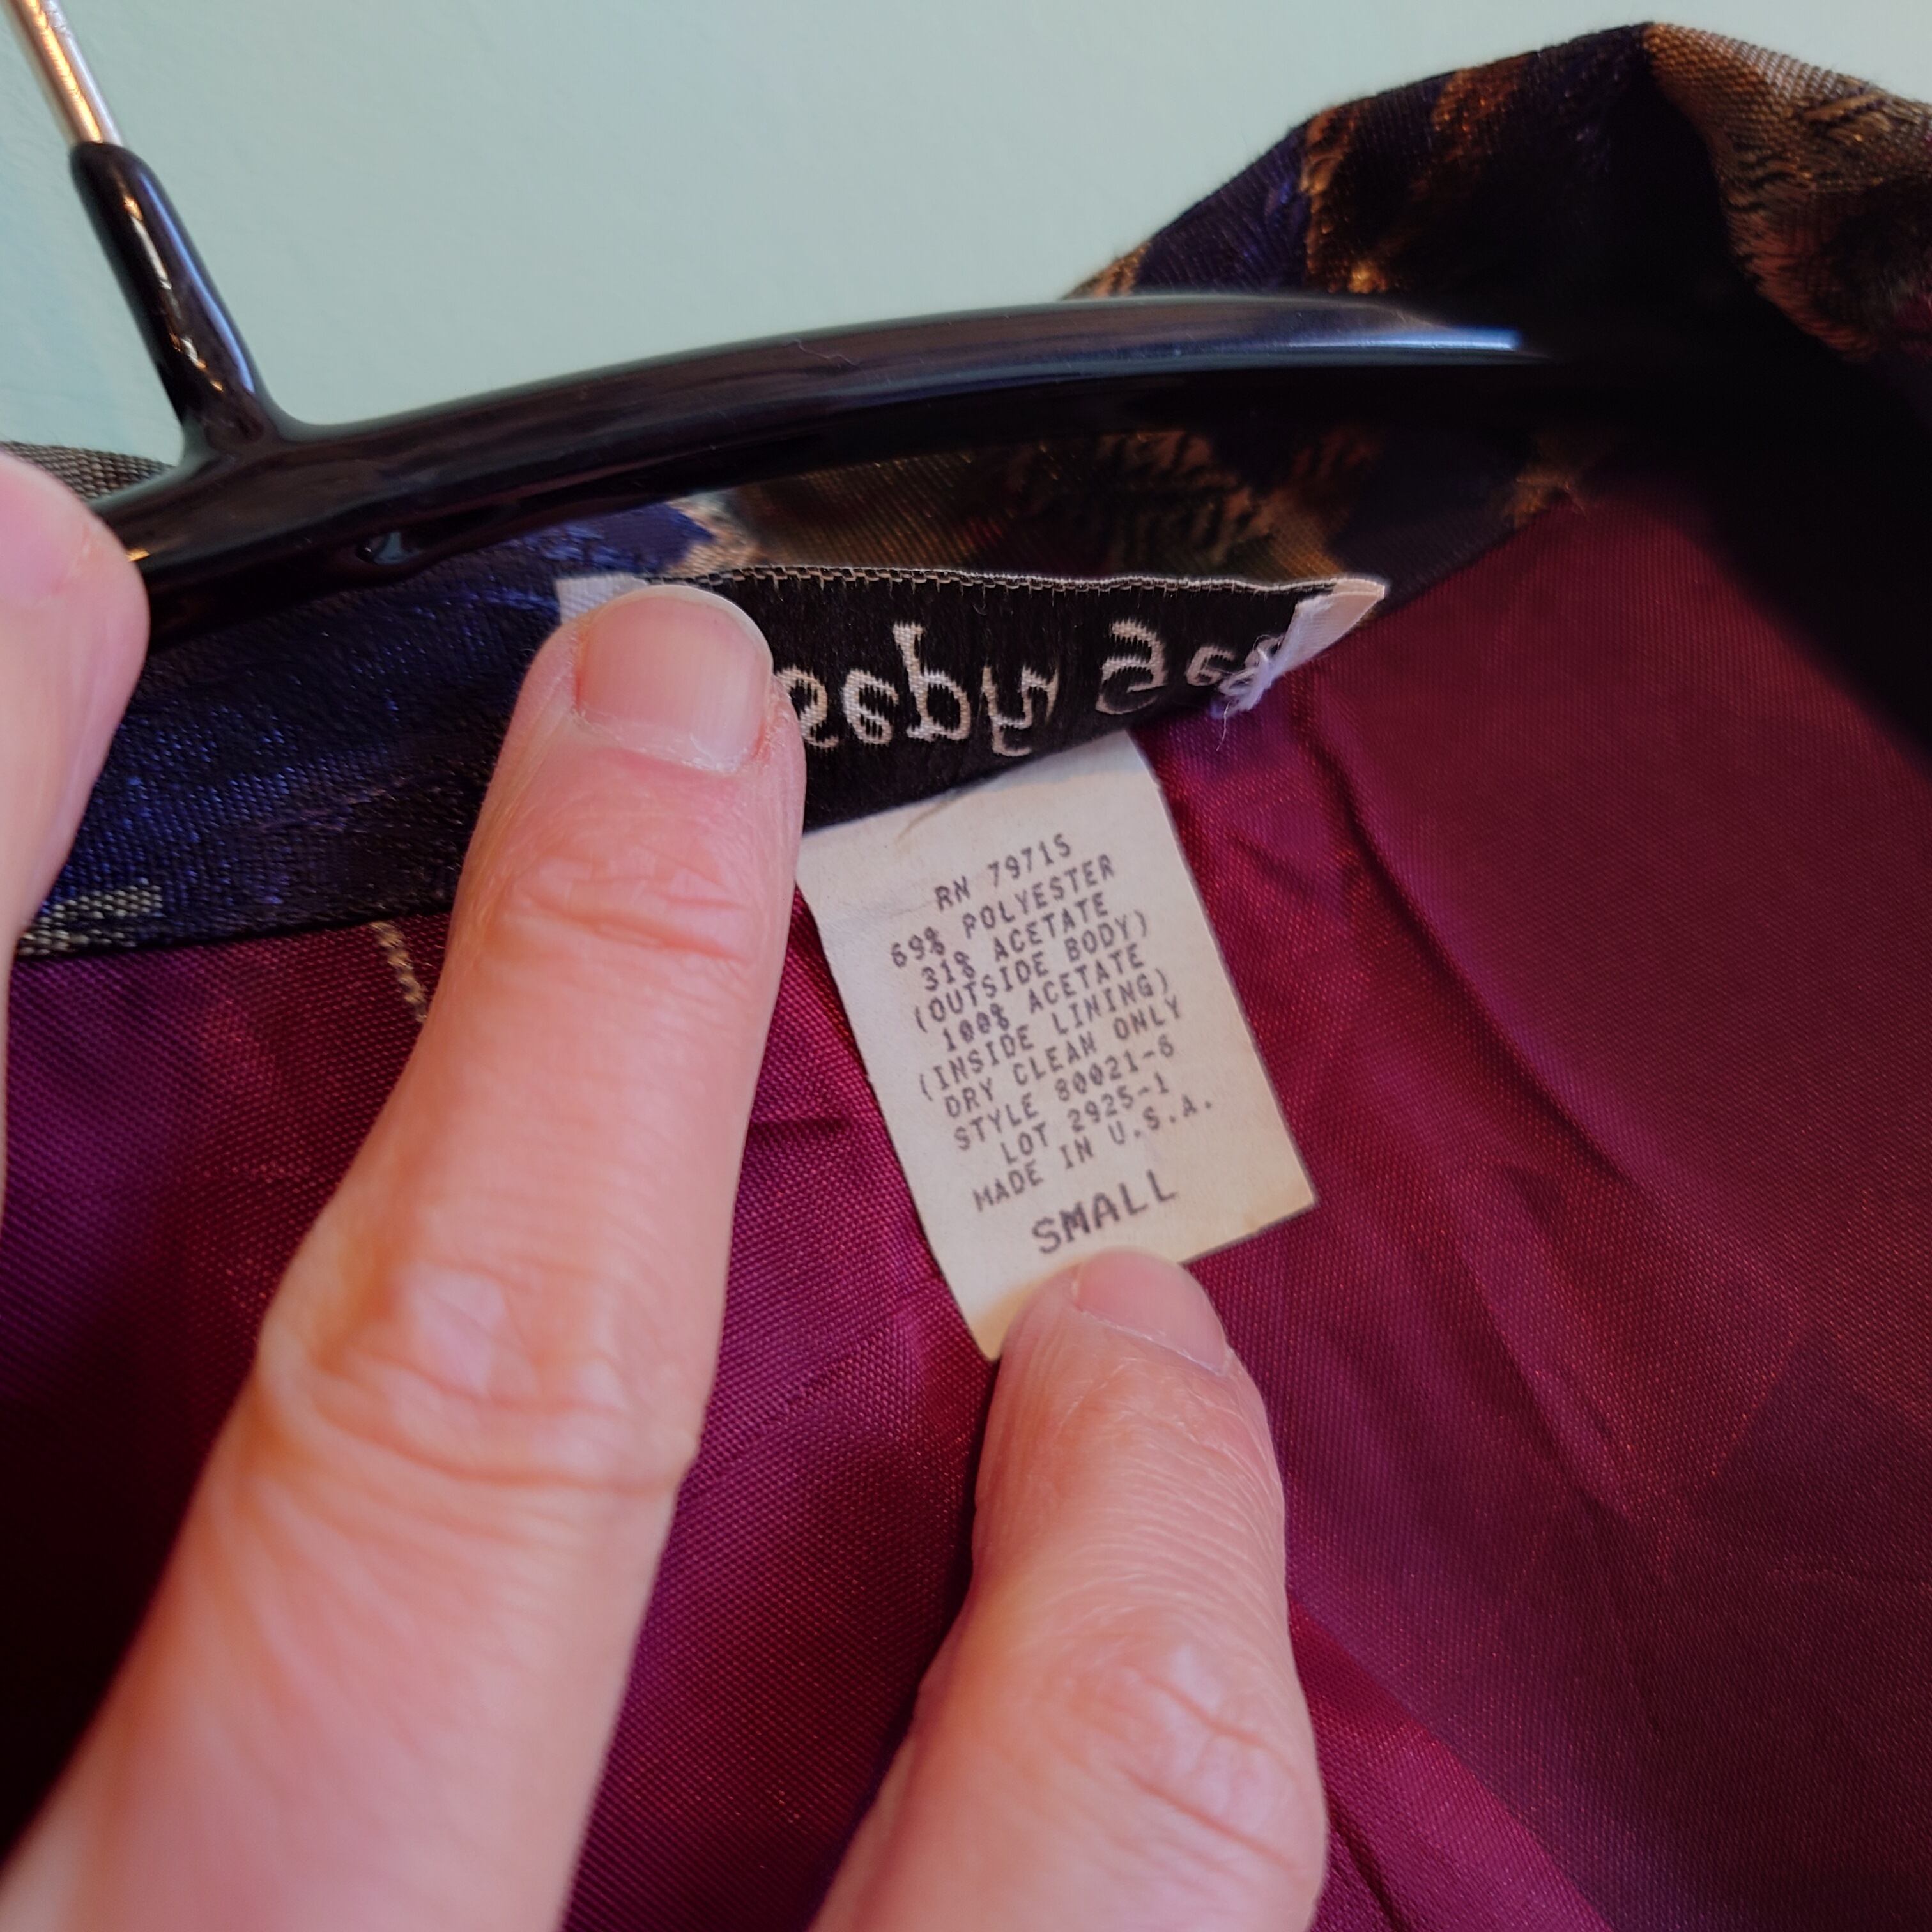 RN 79715
69% POLYESTER
31% ACETATE
(OUTSIDE BODY)
100% ACETATE
(INSIDE LINING)
DRY CLEAN ONLY
STYLE 80021-6
LOT 2925-1
MADE IN U.S.A.
SMALL